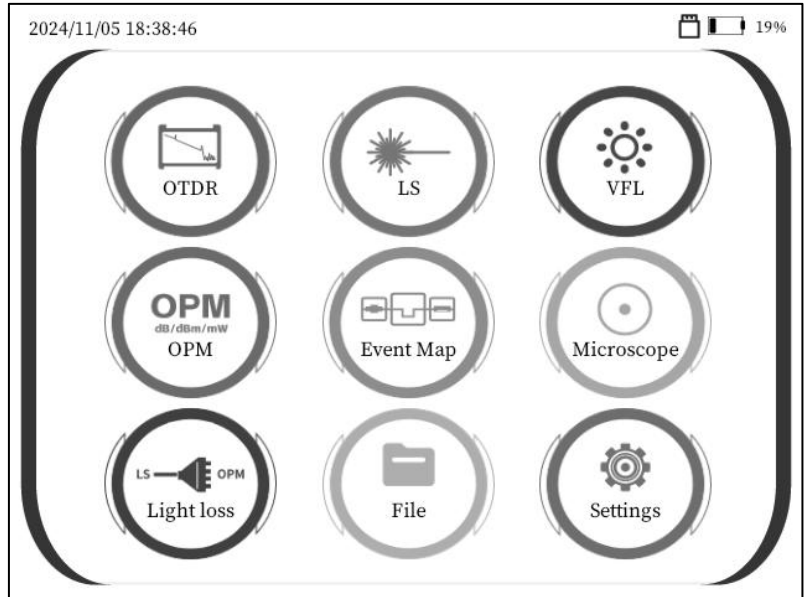 2024/11/05 18:38:46
19%
OTDR
LS
VFL
OPM
dB/dBm/mW
OPM
Event Map
Microscope
LS
OPM
Light loss
File
Settings